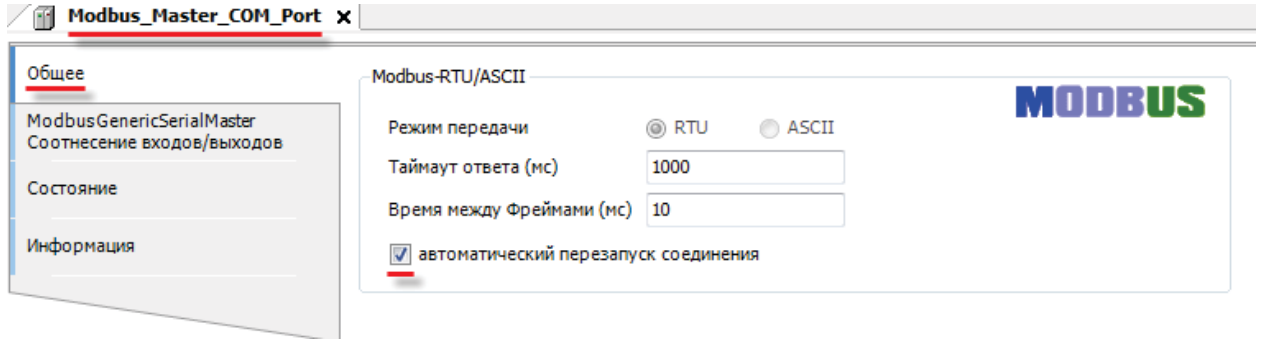 Modbus_Master_COM_Port x
Общее
ModbusGenericSerialMaster
Соотнесение входов/выходов
Состояние
Информация
Modbus-RTU/ASCII
MODBUS
Режим передачи RTU ASCII
Таймаут ответа (мс) 1000
Время между Фреймами (мс) 10
автоматический перезапуск соединения